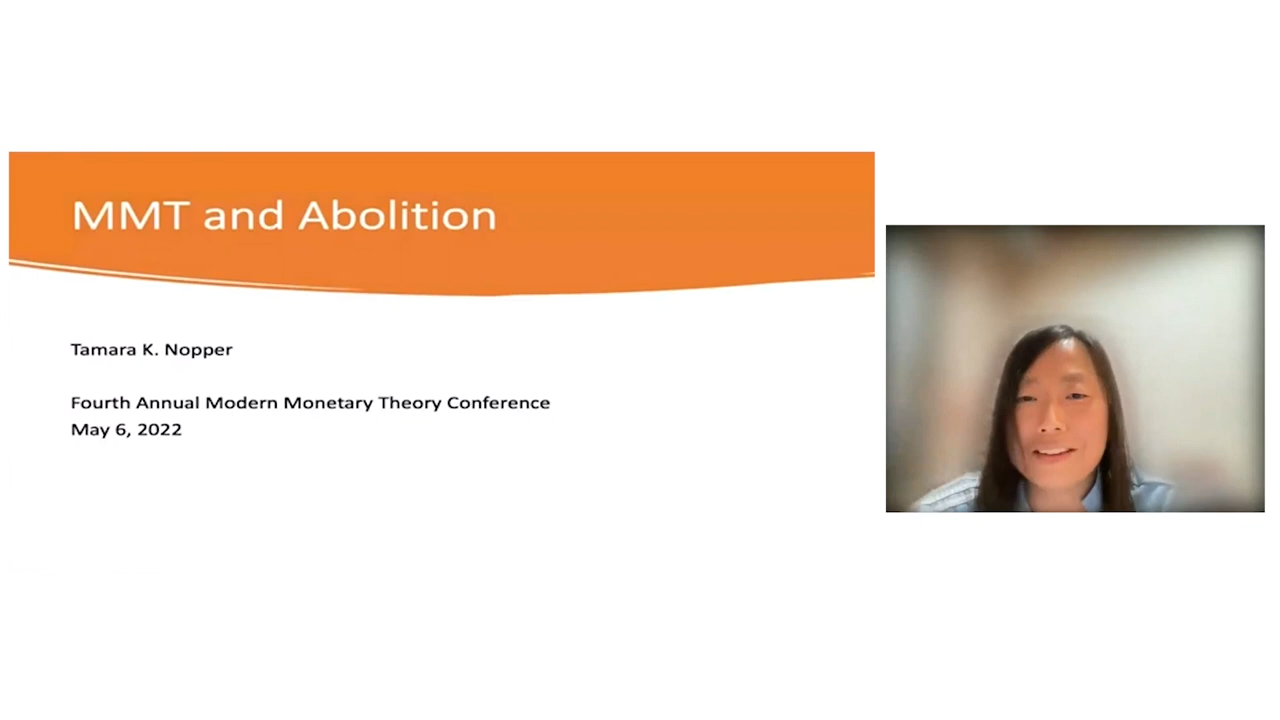 MMT and Abolition
Tamara K. Nopper
Fourth Annual Modern Monetary Theory Conference
May 6, 2022